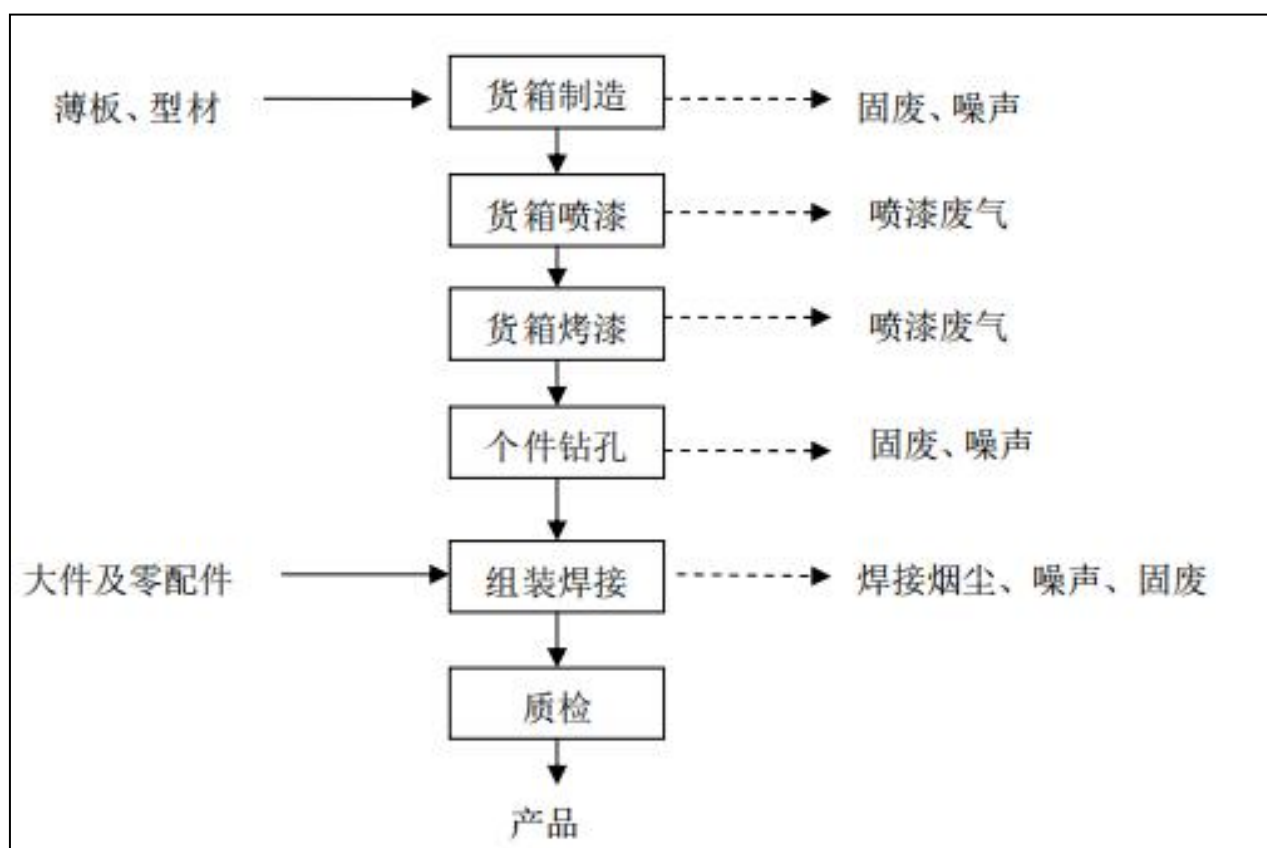 薄板、型材
货箱制造
固废、噪声
货箱喷漆
喷漆废气
货箱烤漆
喷漆废气
个件钻孔
固废、噪声
大件及零配件
组装焊接
焊接烟尘、噪声、固废
质检
产品